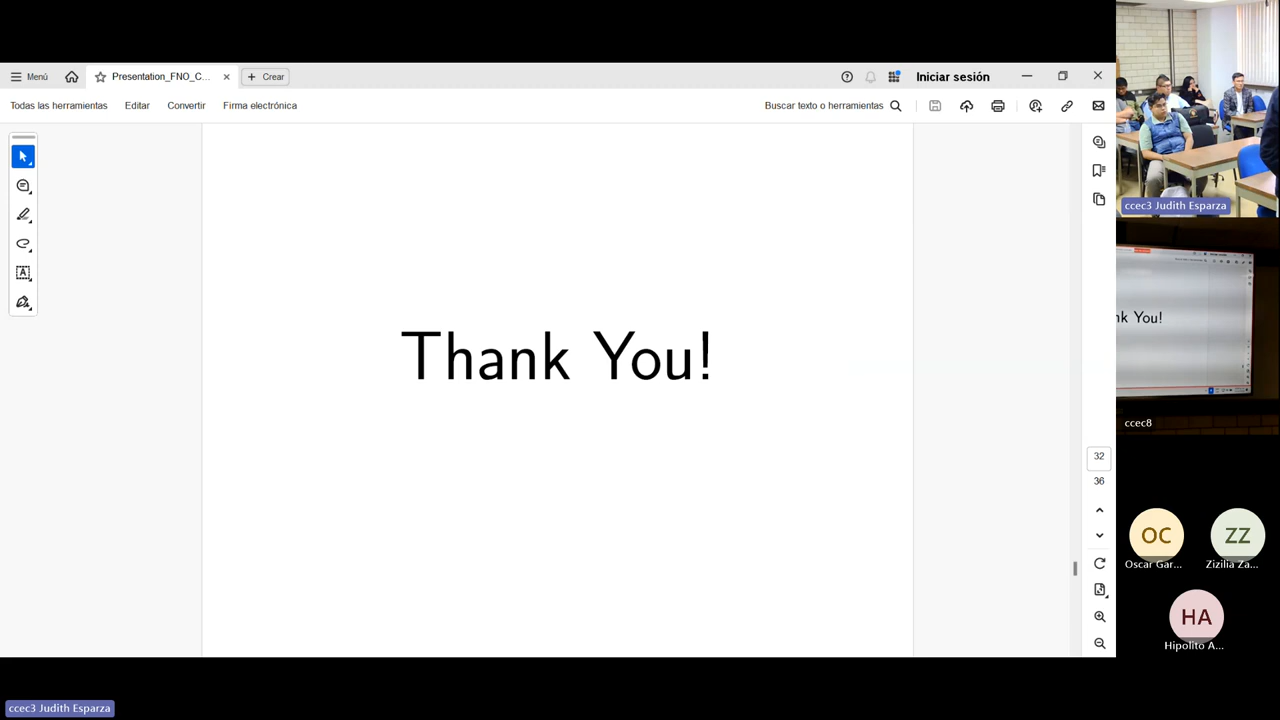 Menú
Presentation_FNO_C...
Crear
Iniciar sesión
Todas las herramientas
Editar
Convertir
Firma electrónica
Buscar texto o herramientas
Thank You!
32
36
ccec3 Judith Esparza
nk You!
ccec8
OC
Oscar Gar...
ZZ
Zizilia Za...
HA
Hipolito A...
ccec3 Judith Esparza